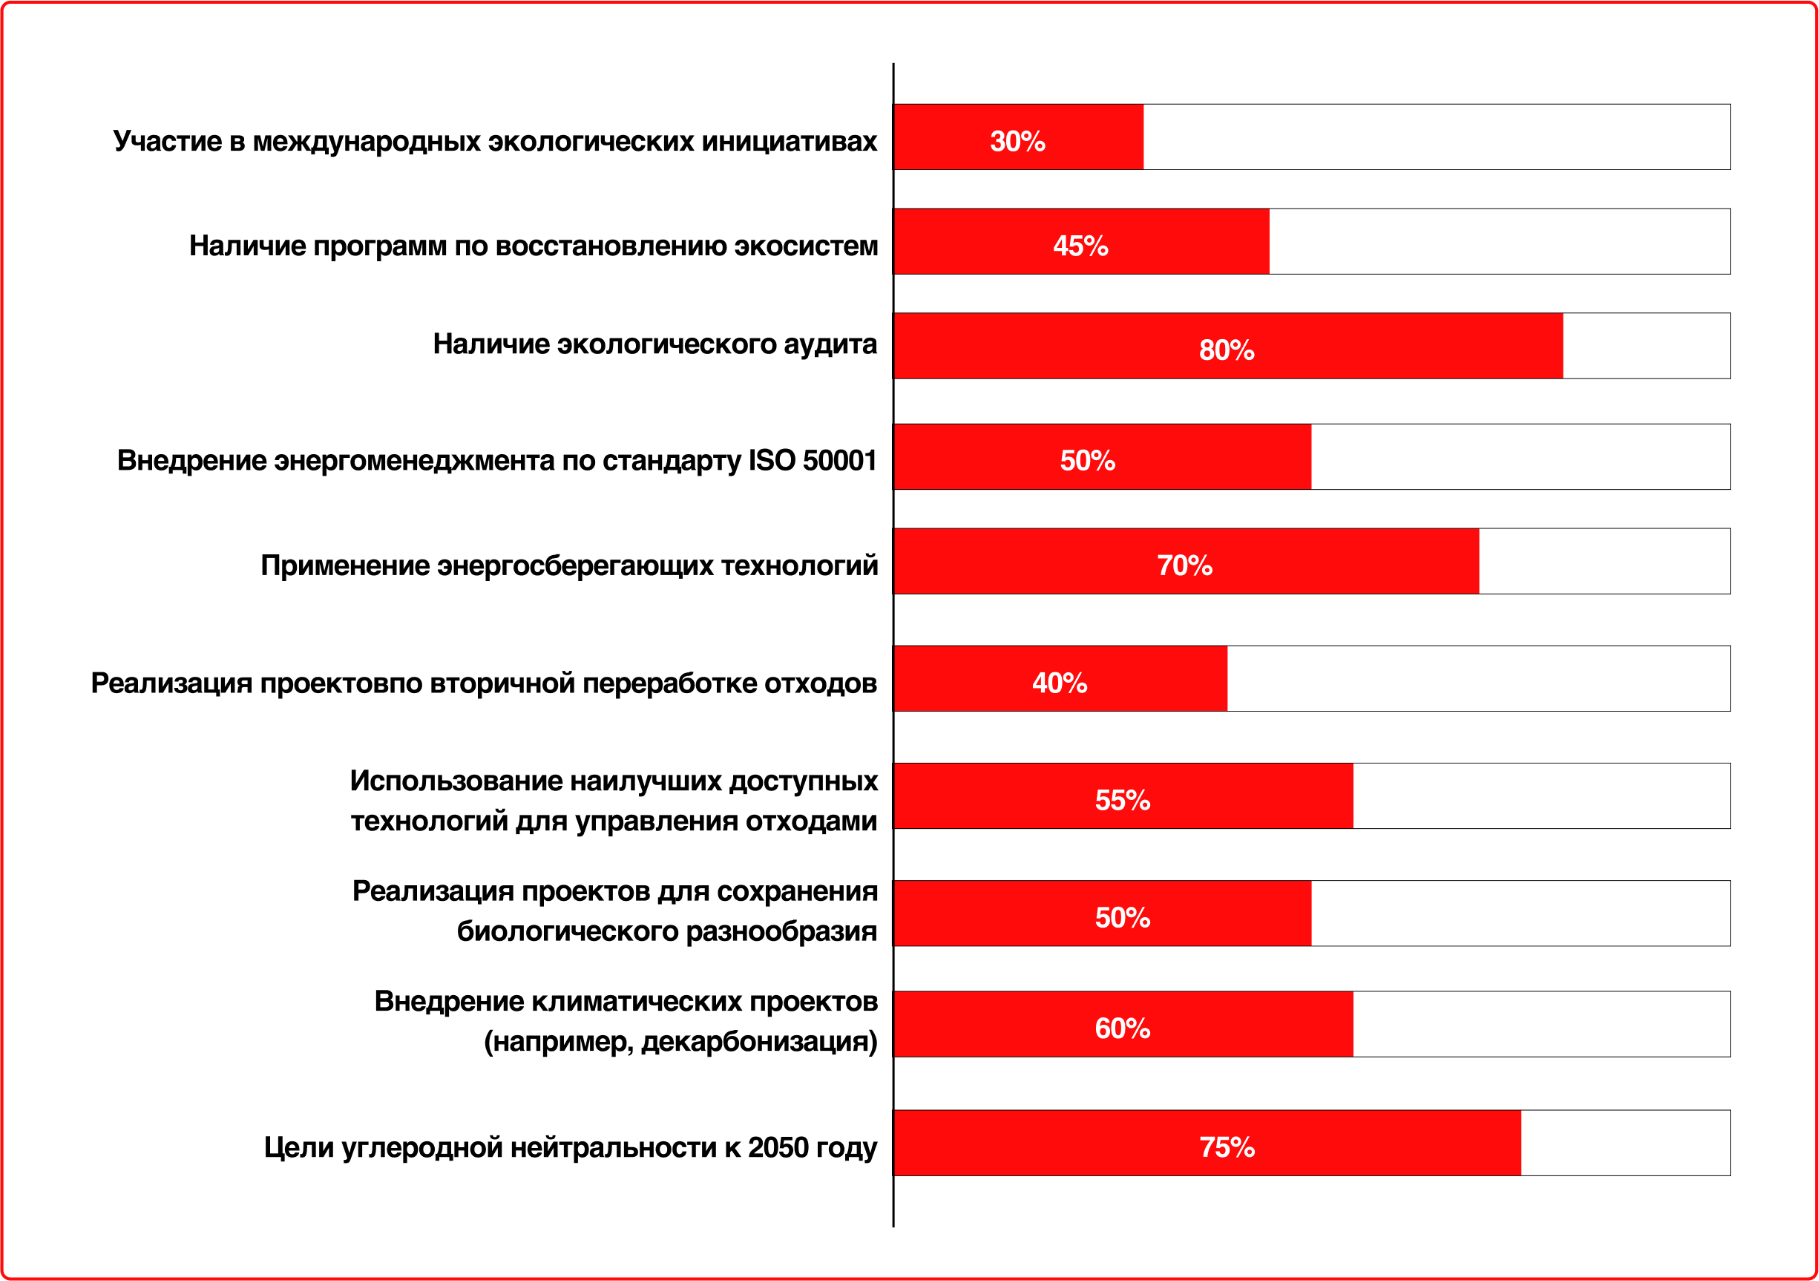 Участие в международных экологических инициативах
30%
Наличие программ по восстановлению экосистем
45%
Наличие экологического аудита
80%
Внедрение энергоменеджмента по стандарту ISO 50001
50%
Применение энергосберегающих технологий
70%
Реализация проектовпо вторичной переработке отходов
40%
Использование наилучших доступных
технологий для управления отходами
55%
Реализация проектов для сохранения
биологического разнообразия
50%
Внедрение климатических проектов
(например, декарбонизация)
60%
Цели углеродной нейтральности к 2050 году
75%